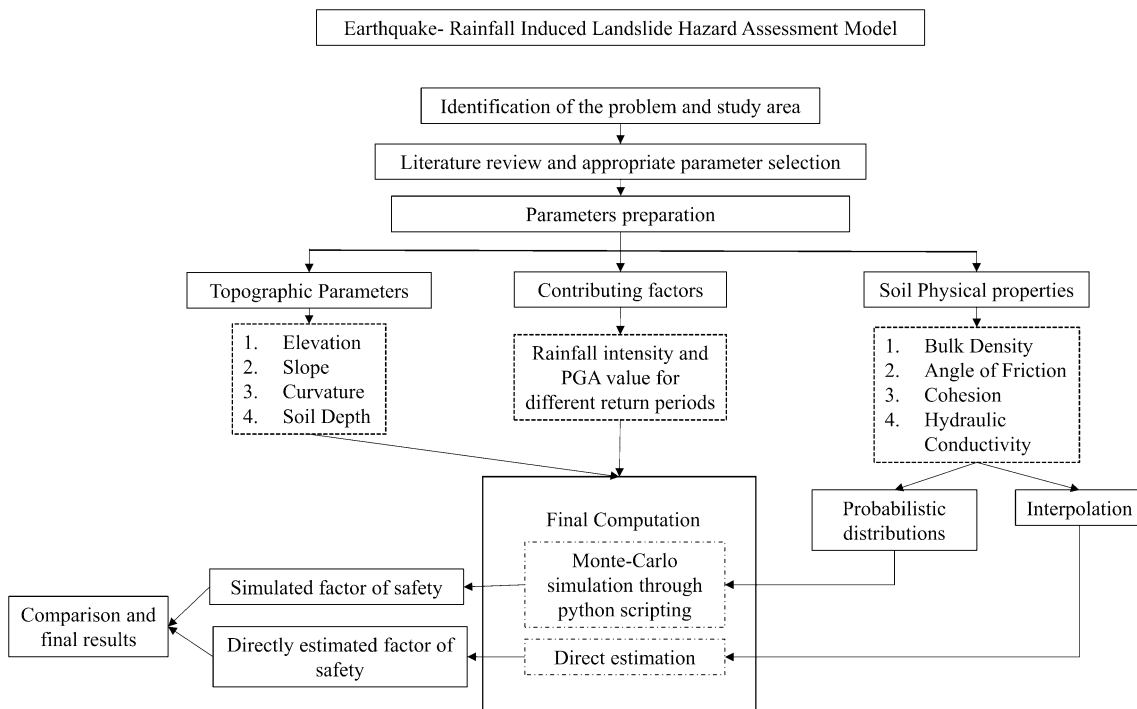 Earthquake- Rainfall Induced Landslide Hazard Assessment Model
Identification of the problem and study area
Literature review and appropriate parameter selection
Parameters preparation
Topographic Parameters
Contributing factors
Soil Physical properties
1. Elevation
2. Slope
3. Curvature
4. Soil Depth
Rainfall intensity and
PGA value for
different return periods
1. Bulk Density
2. Angle of Friction
3. Cohesion
4. Hydraulic
Conductivity
Probabilistic
distributions
Interpolation
Final Computation
Monte-Carlo
simulation through
python scripting
Direct estimation
Simulated factor of safety
Directly estimated factor of
safety
Comparison and
final results